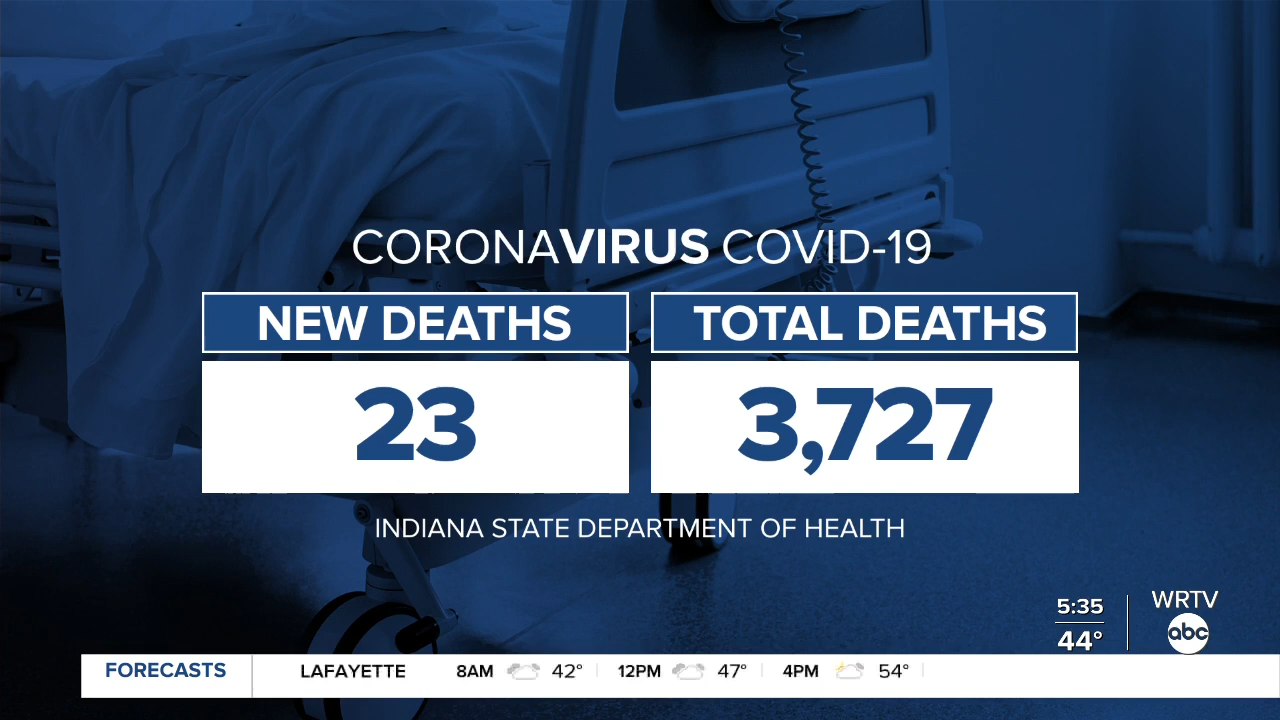 CORONAVIRUS COVID-19
NEW DEATHS
TOTAL DEATHS
23
3,727
INDIANA STATE DEPARTMENT OF HEALTH
5:35
44°
WRTV
abc
FORECASTS LAFAYETTE 8AM 42° 12PM 47° 4PM 54°